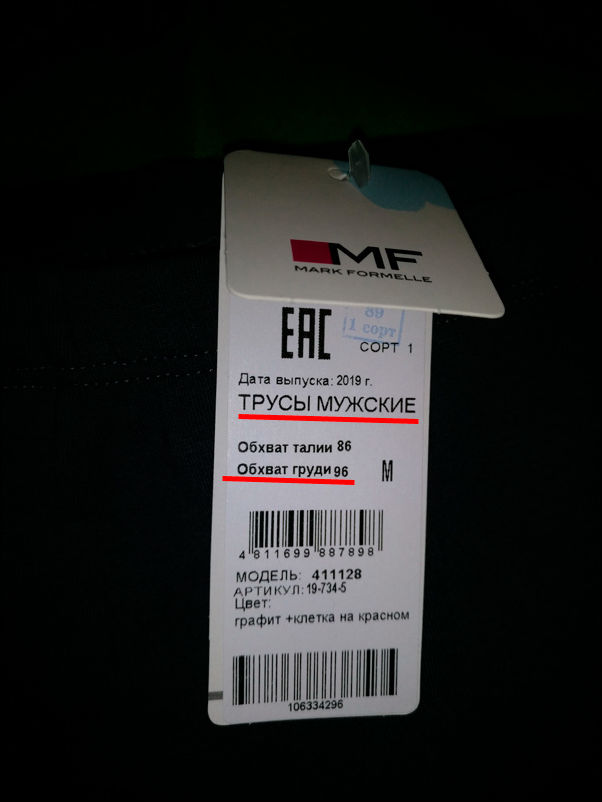 MF
MARK FORMELLE
89
1 сорт
EAC
СОРТ 1
Дата выпуска: 2019 г.
ТРУСЫ МУЖСКИЕ
Обхват талии 86
Обхват груди 96
M
4 811699 887898
МОДЕЛЬ: 411128
АРТИКУЛ: 19-734-5
Цвет:
графит +клетка на красном
106334296